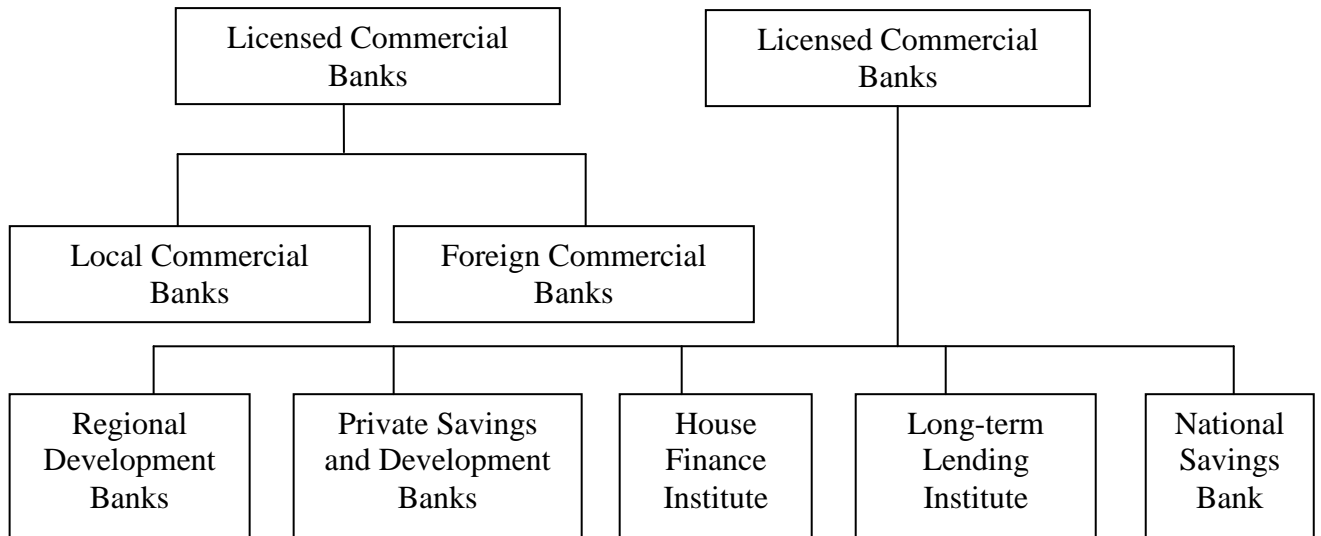 Licensed Commercial
Banks
Licensed Commercial
Banks
Local Commercial
Banks
Foreign Commercial
Banks
Regional
Development
Banks
Private Savings
and Development
Banks
House
Finance
Institute
Long-term
Lending
Institute
National
Savings
Bank